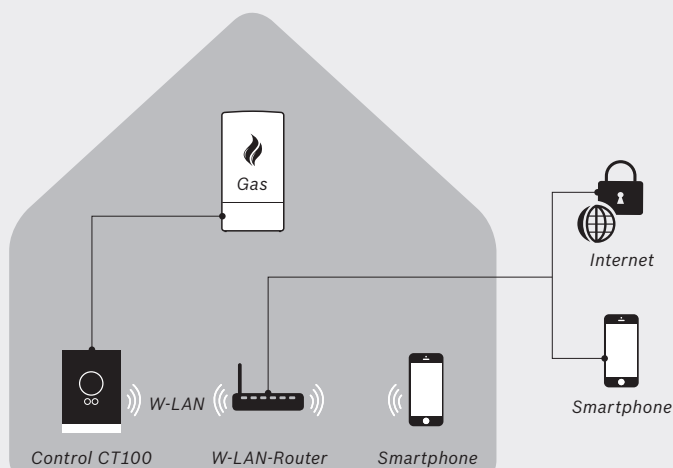 Gas
Internet
W-LAN
Smartphone
Control CT100
W-LAN-Router
Smartphone